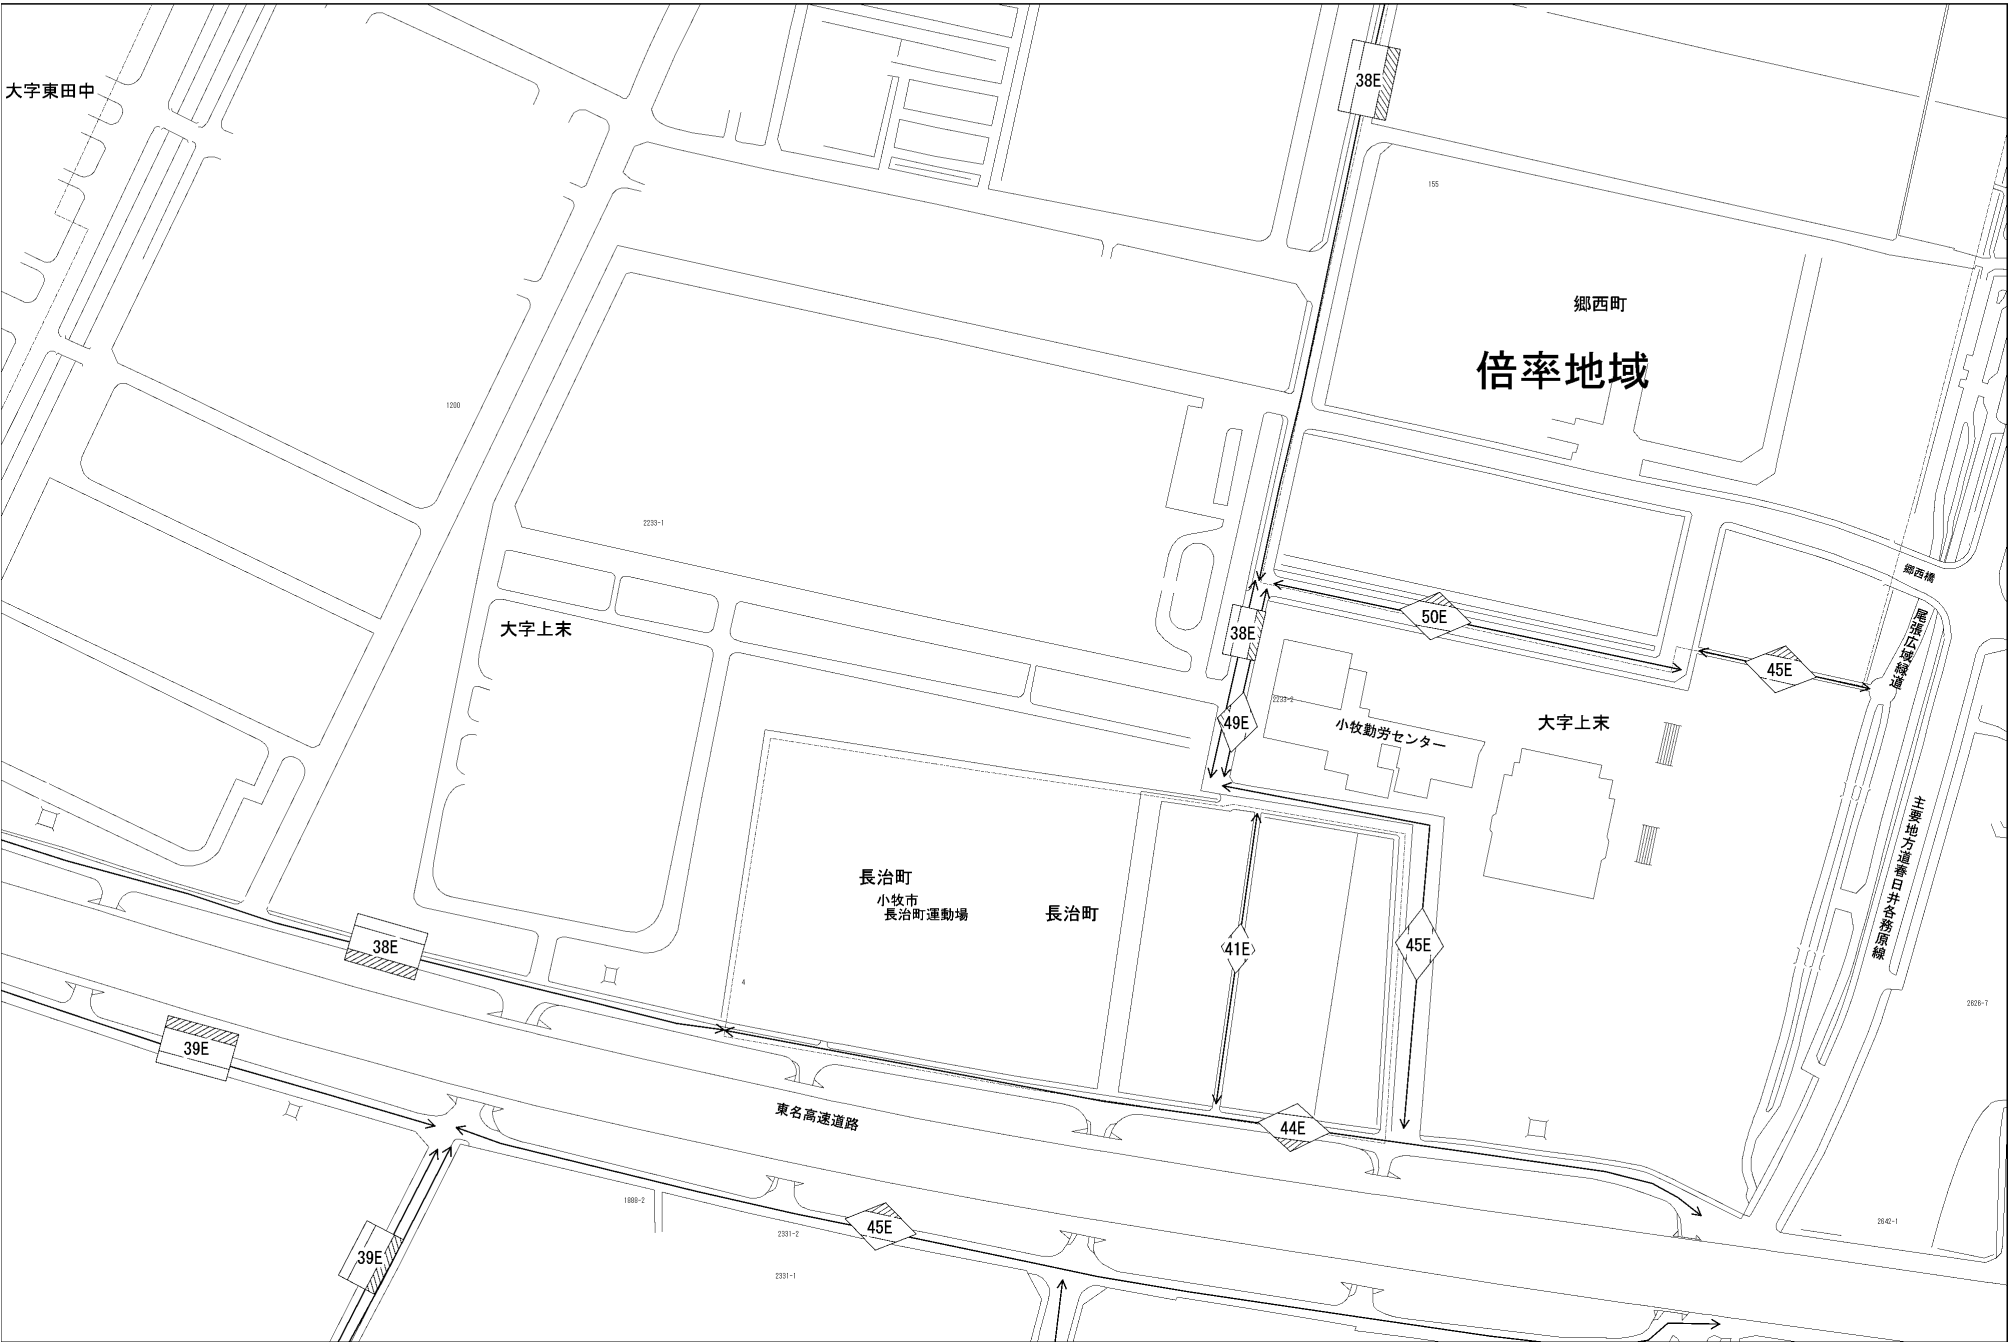 大字東田中
38E
155
郷西町
倍率地域
1200
2233-1
郷西橋
尾張広域緑道
50E
大字上末
38E
45E
2233-2
49E
小牧勤労センター
大字上末
主要地方道春日井各務原線
長治町
小牧市
長治町運動場
長治町
38E
41E
45E
4
2626-7
39E
東名高速道路
44E
1898-2
2331-2
45E
2642-1
39E
2331-1